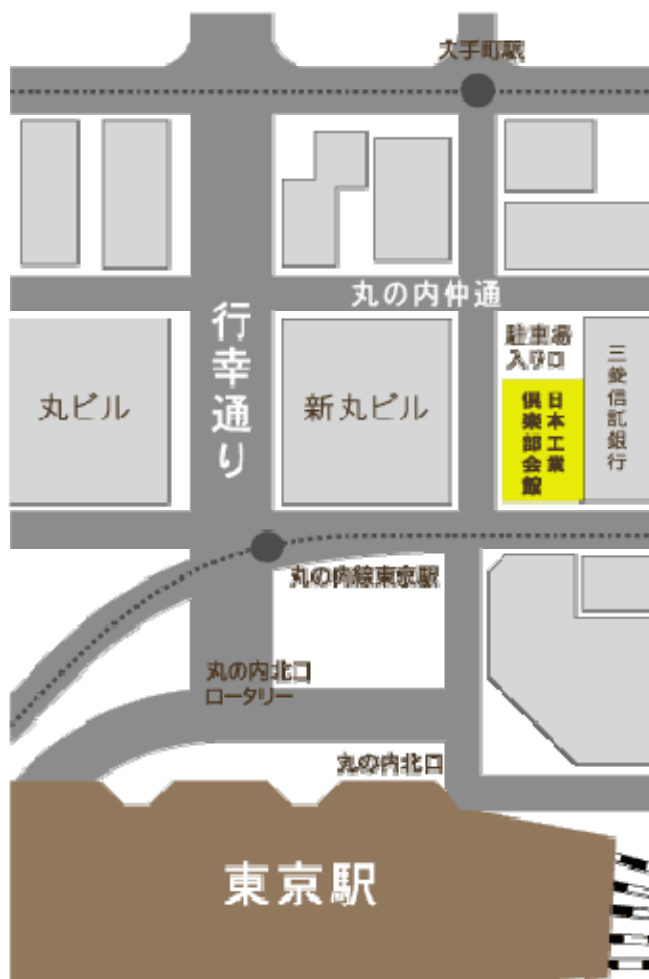 大手町駅
丸の内仲通
行幸通り
駐車場
入り口
丸ビル
新丸ビル
日本工業
倶楽部会館
三菱信託銀行
丸の内線東京駅
丸の内北口
ロータリー
丸の内北口
東京駅